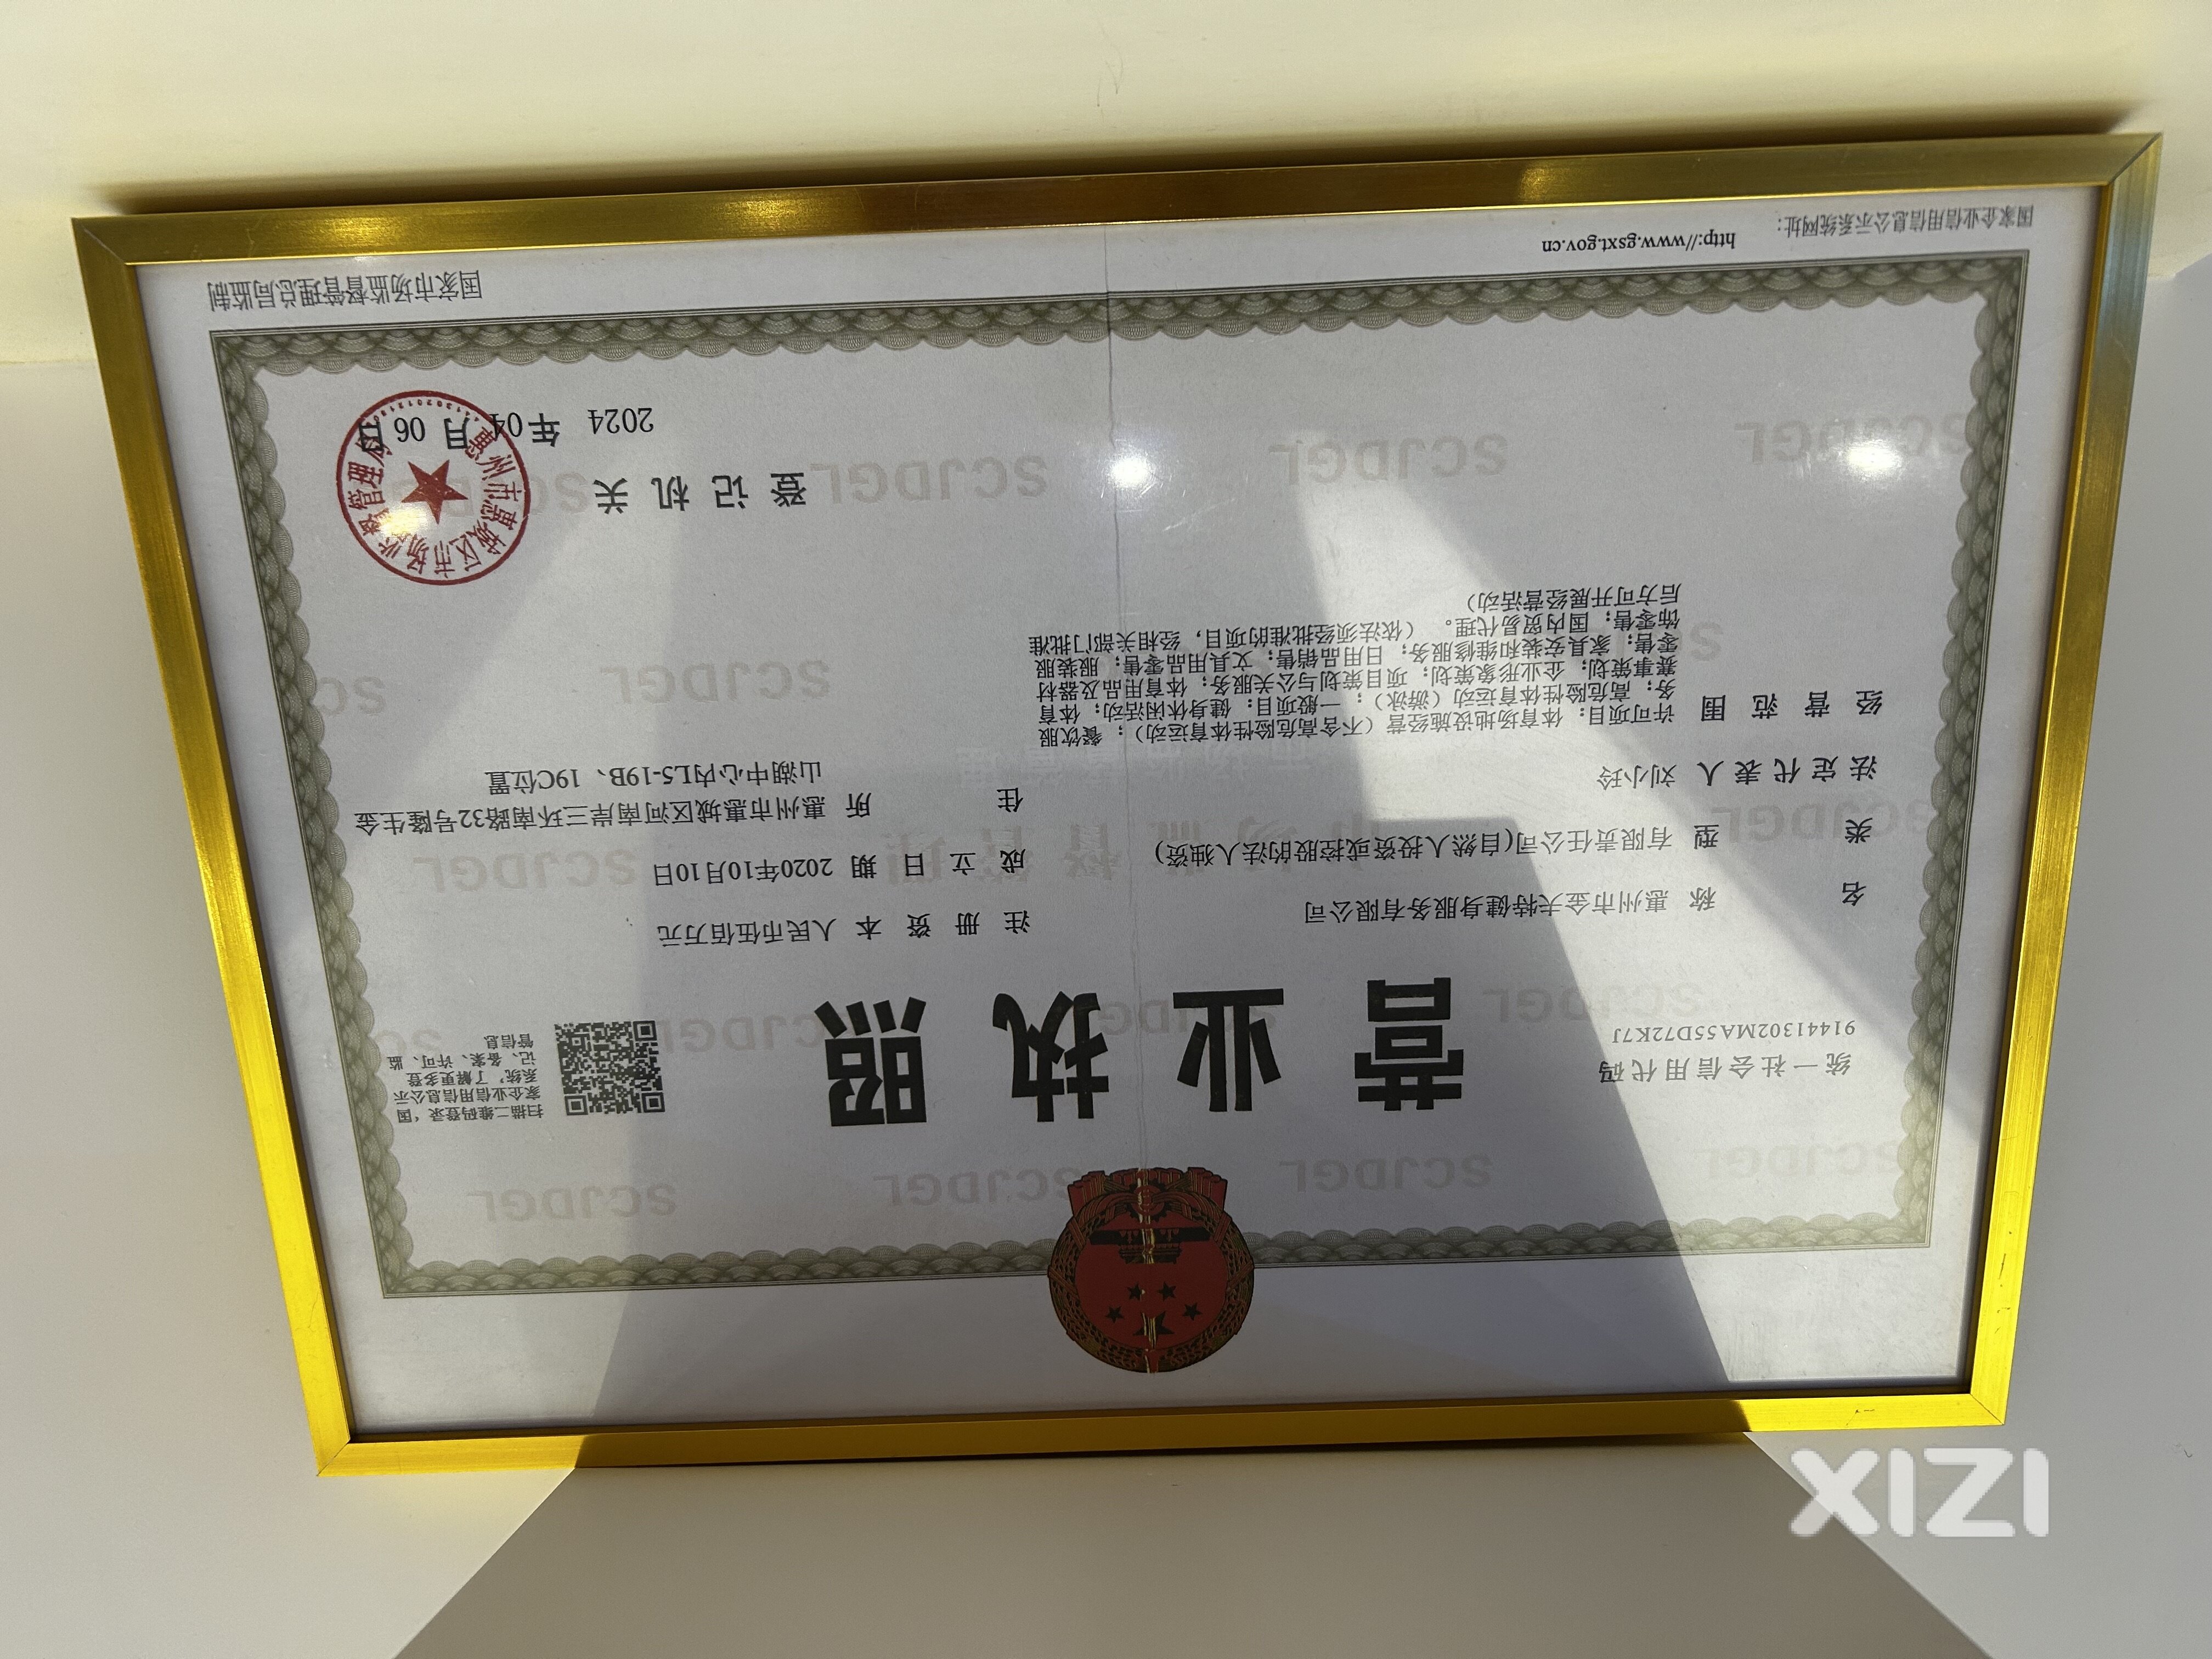 统一社会信用代码
91441302MA55D72K7J
营业执照
扫描二维码登录‘国
家企业信用信息公示
系统’了解更多登
记、备案、许可、监
管信息
名称 惠州市金夫特健身服务有限公司
类型 有限责任公司(自然人投资或控股的法人独资)
法定代表人 刘小玲
经营范围 许可项目：体育场地设施经营（不含高危险性体育运动）；餐饮服
务；高危险性体育运动（游泳）；一般项目：健身休闲活动；体育
赛事策划；企业形象策划；项目策划与公关服务；体育用品及器材
零售；家具安装和维修服务；日用品销售；文具用品零售；服装服
饰零售；国内贸易代理。（依法须经批准的项目，经相关部门批准
后方可开展经营活动）
注册资本 人民币伍佰万元
成立日期 2020年10月10日
住所 惠州市惠城区河南岸三环南路32号隆生金
山湖中心内L5-19B、19C位置
登记机关
惠州市惠城区市场监督管理局
2024年04月06日
国家企业信用信息公示系统网址：
http://www.gsxt.gov.cn
国家市场监督管理总局监制
SCJDGL
XIZI